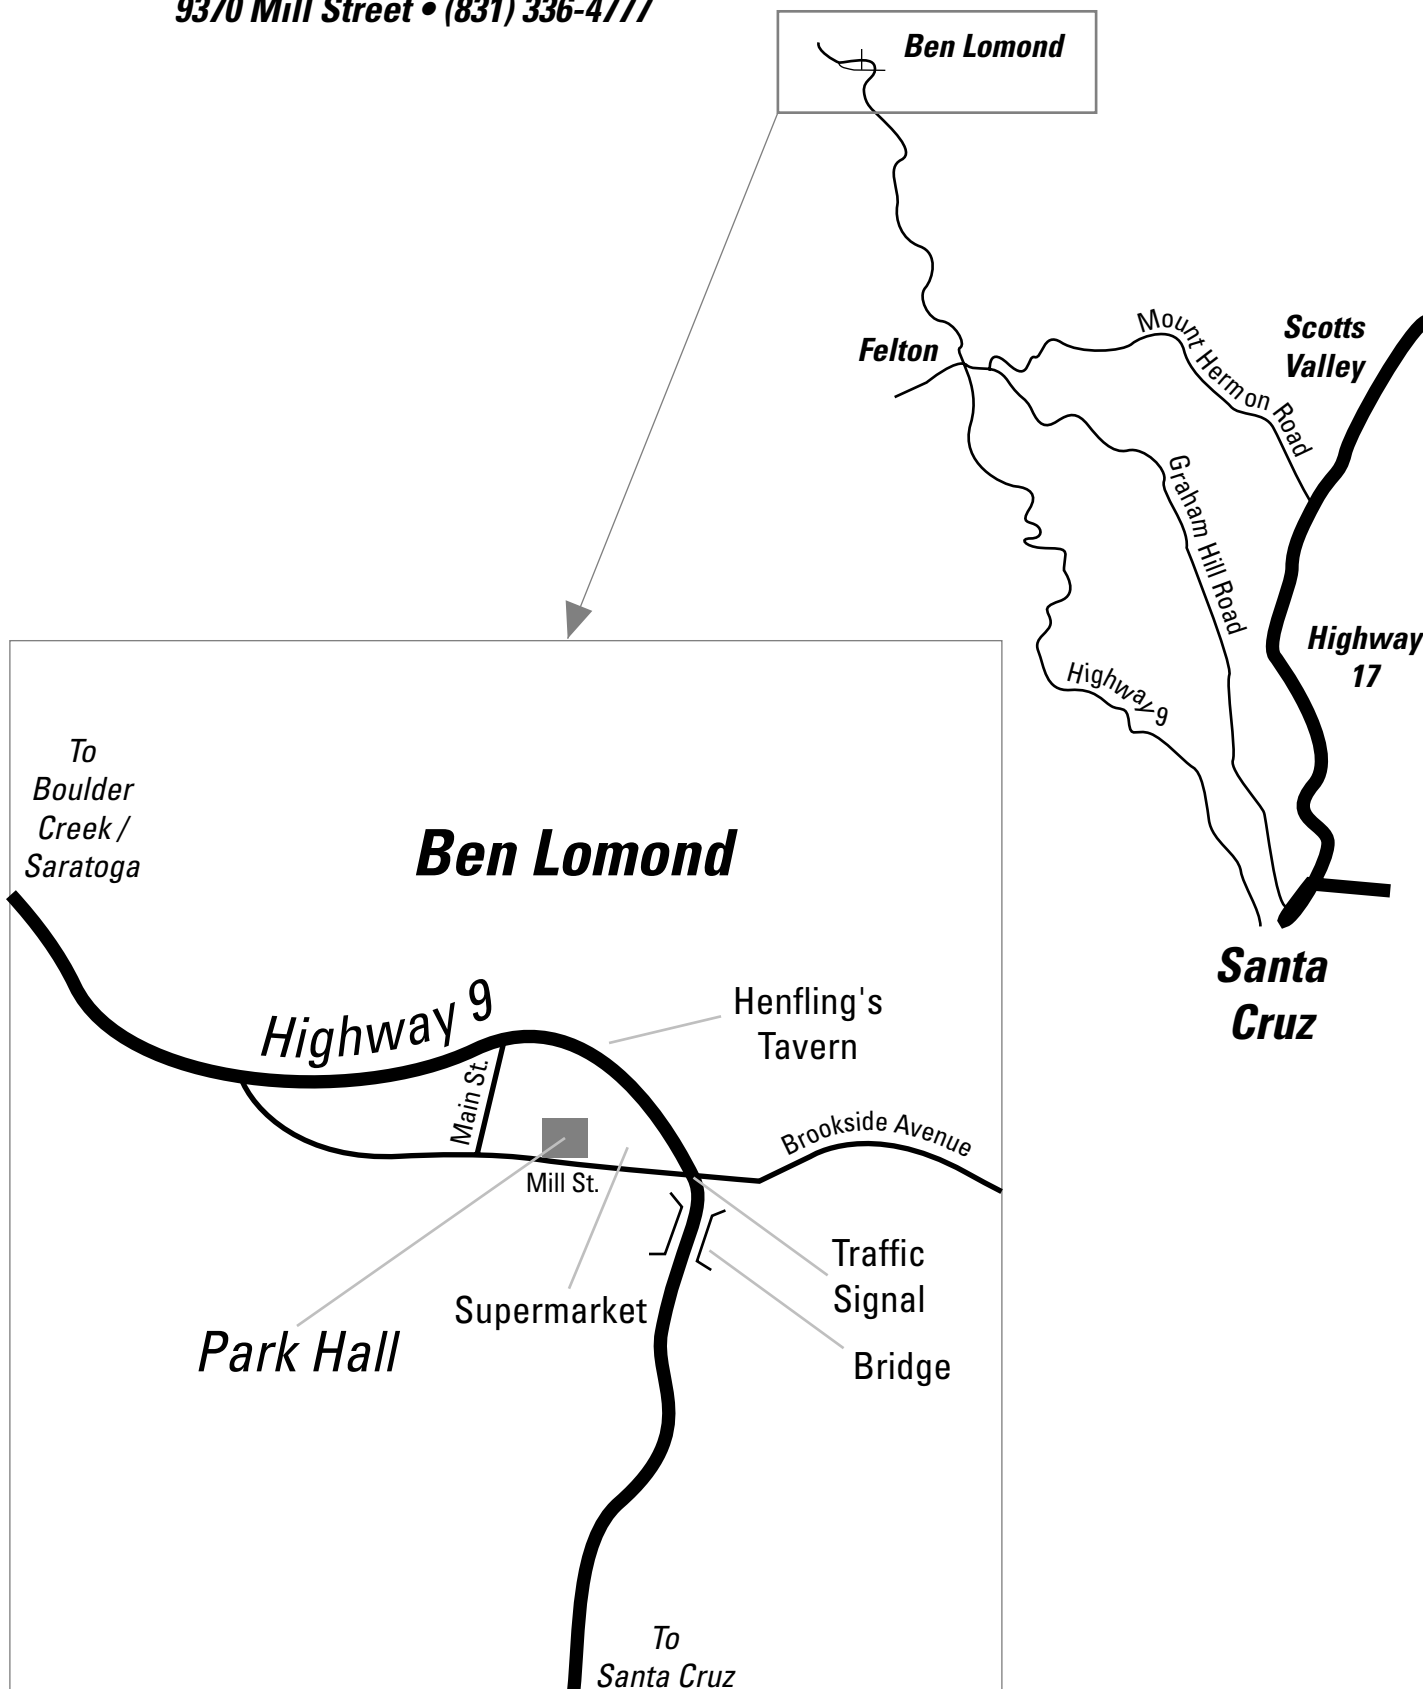 9370 Mill Street • (831) 336-4777
Ben Lomond
Felton
Mount Hermon Road
Scotts
Valley
Graham Hill Road
Highway
17
Highway 9
Santa
Cruz
To
Boulder
Creek /
Saratoga
Ben Lomond
Highway 9
Henfling's
Tavern
Main St.
Brookside Avenue
Mill St.
Traffic
Signal
Supermarket
Park Hall
Bridge
To
Santa Cruz